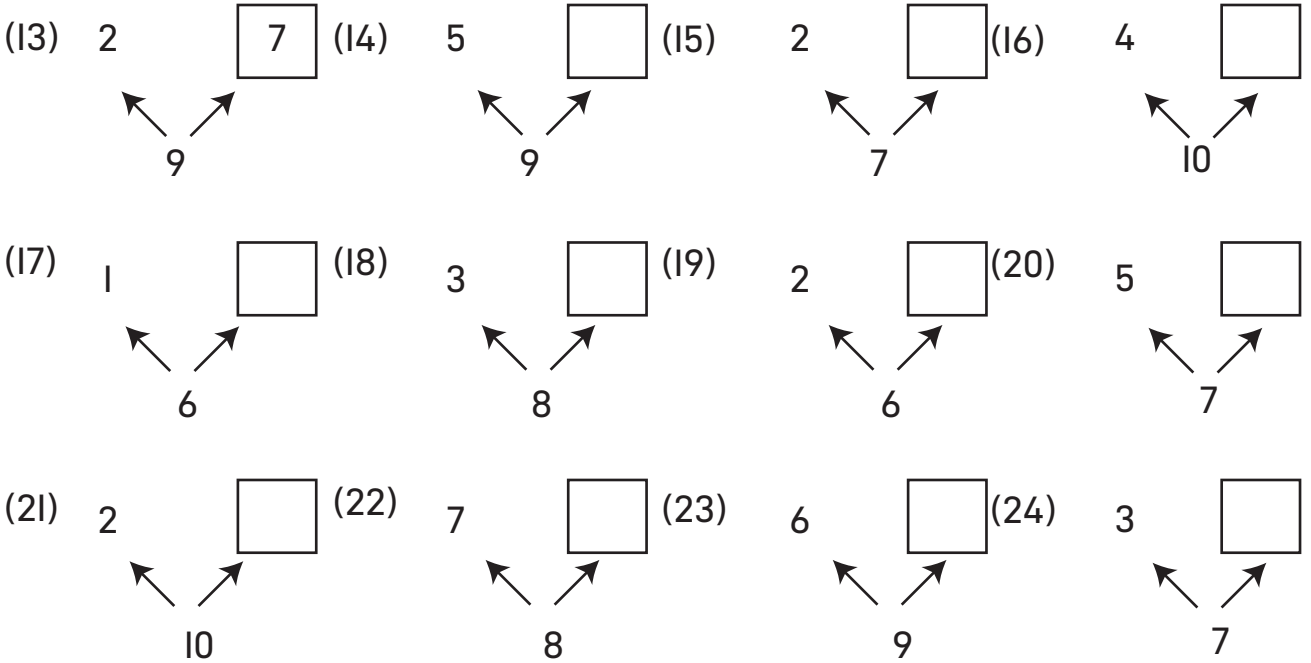 (13) 2 7 (14) 5 (15) 2 (16) 4
9 9 7 10
(17) 1 (18) 3 (19) 2 (20) 5
6 8 6 7
(21) 2 (22) 7 (23) 6 (24) 3
10 8 9 7